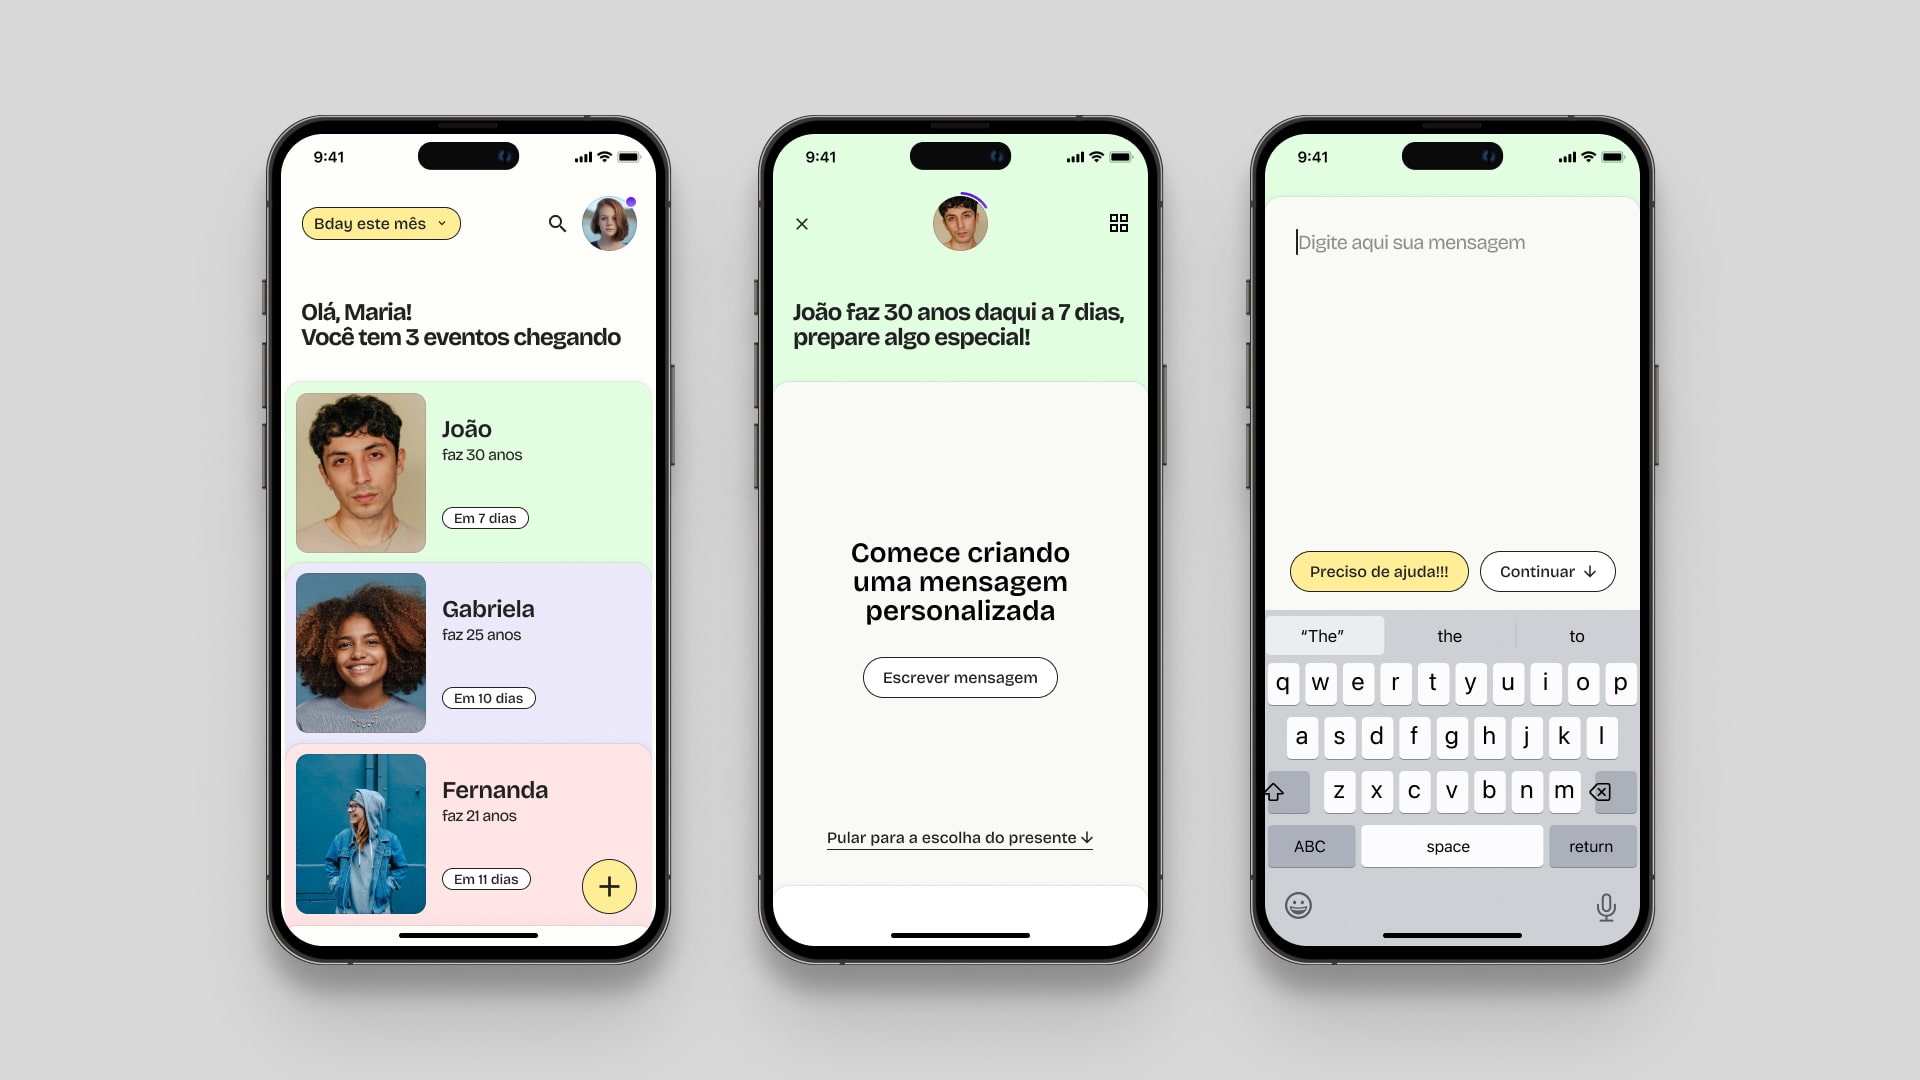 9:41
Bday este mês
Olá, Maria!
Você tem 3 eventos chegando
João
faz 30 anos
Em 7 dias
Gabriela
faz 25 anos
Em 10 dias
Fernanda
faz 21 anos
Em 11 dias
9:41
João faz 30 anos daqui a 7 dias,
prepare algo especial!
Comece criando
uma mensagem
personalizada
Escrever mensagem
Pular para a escolha do presente
9:41
Digite aqui sua mensagem
Preciso de ajuda!!!
Continuar
“The” the to
q w e r t y u i o p
a s d f g h j k l
z x c v b n m
ABC space return